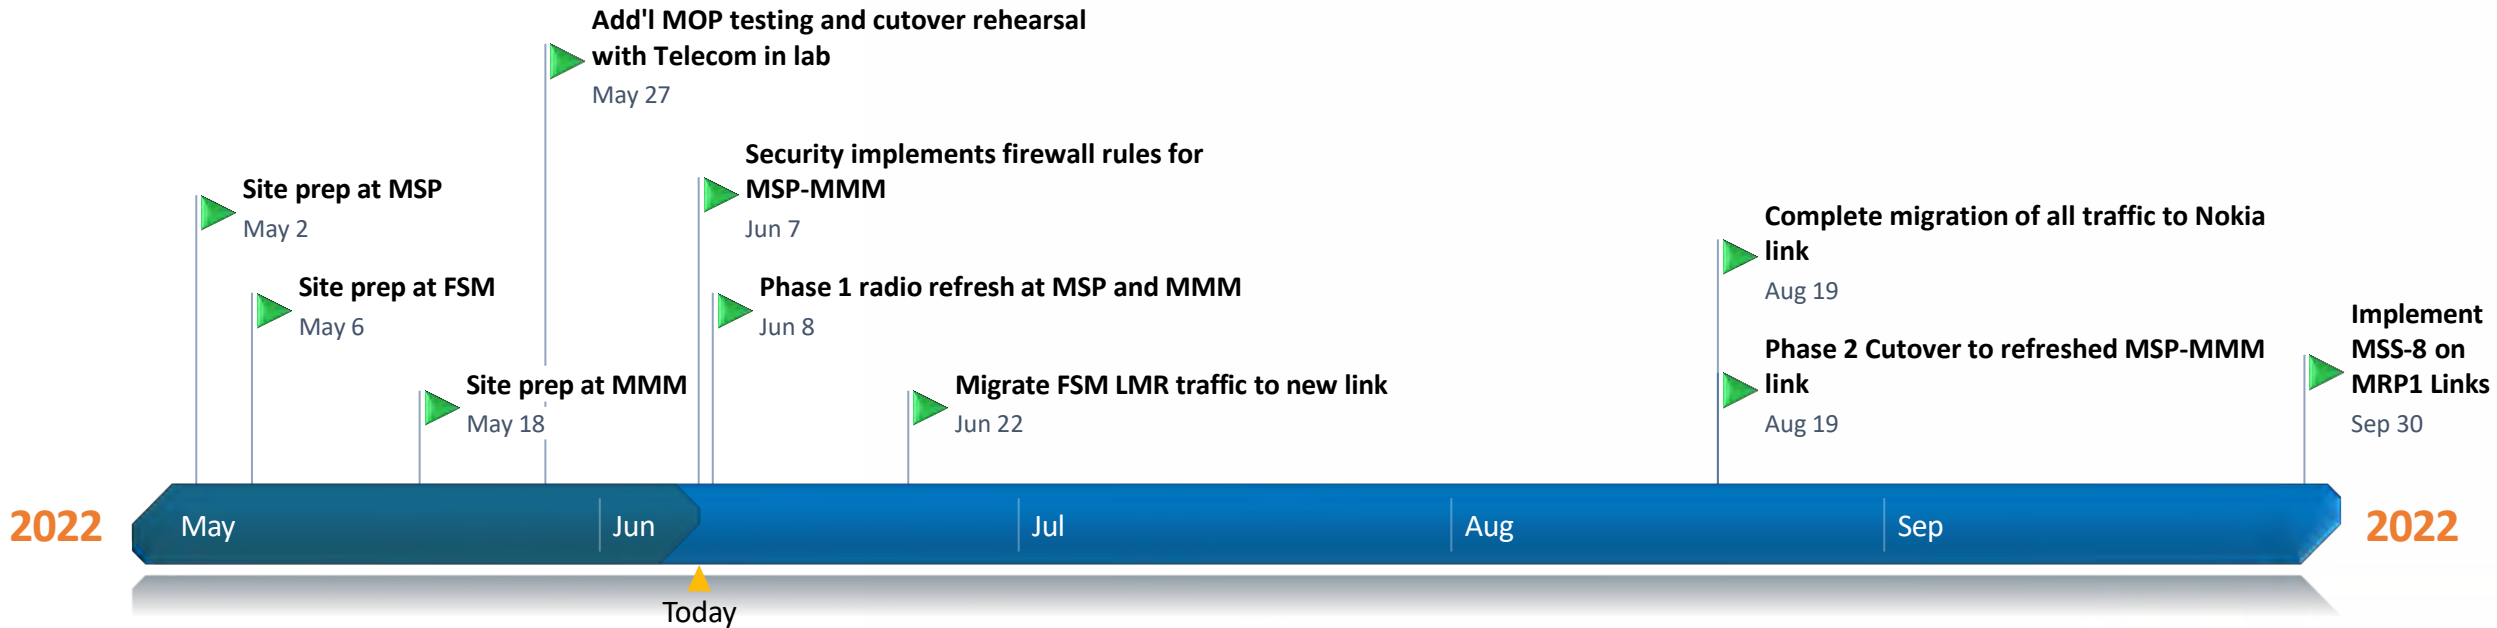 Add'l MOP testing and cutover rehearsal
with Telecom in lab
May 27
Security implements firewall rules for
MSP-MMM
Jun 7
Site prep at MSP
May 2
Complete migration of all traffic to Nokia
link
Aug 19
Site prep at FSM
May 6
Phase 1 radio refresh at MSP and MMM
Jun 8
Implement
MSS-8 on
MRP1 Links
Sep 30
Phase 2 Cutover to refreshed MSP-MMM
link
Aug 19
Site prep at MMM
May 18
Migrate FSM LMR traffic to new link
Jun 22
2022
May
Jun
Jul
Aug
Sep
2022
Today